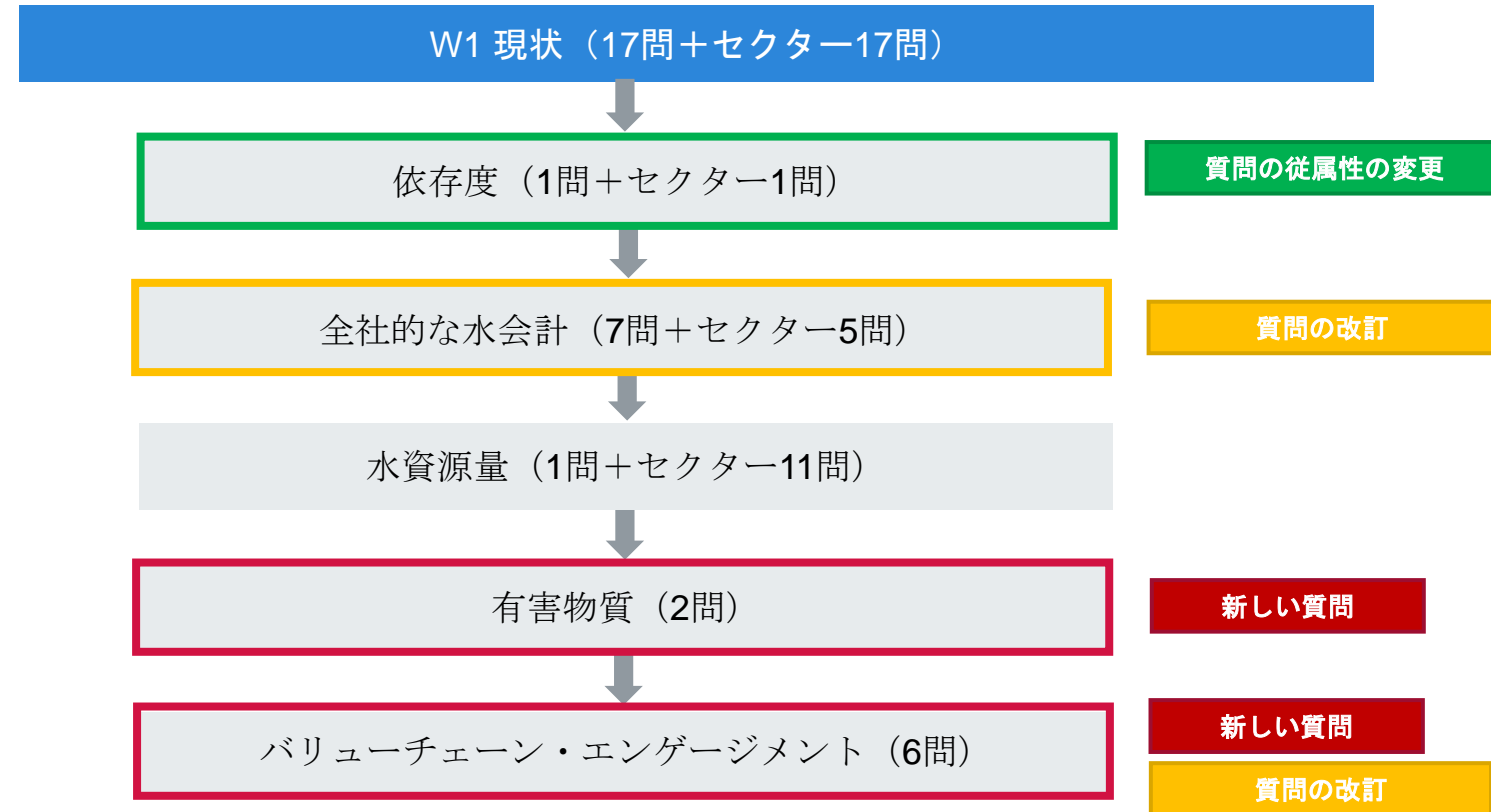 W1 現状（17問＋セクター17問）
依存度（1問＋セクター1問）
質問の従属性の変更
全社的な水会計（7問＋セクター5問）
質問の改訂
水資源量（1問＋セクター11問）
有害物質（2問）
新しい質問
バリューチェーン・エンゲージメント（6問）
新しい質問
質問の改訂